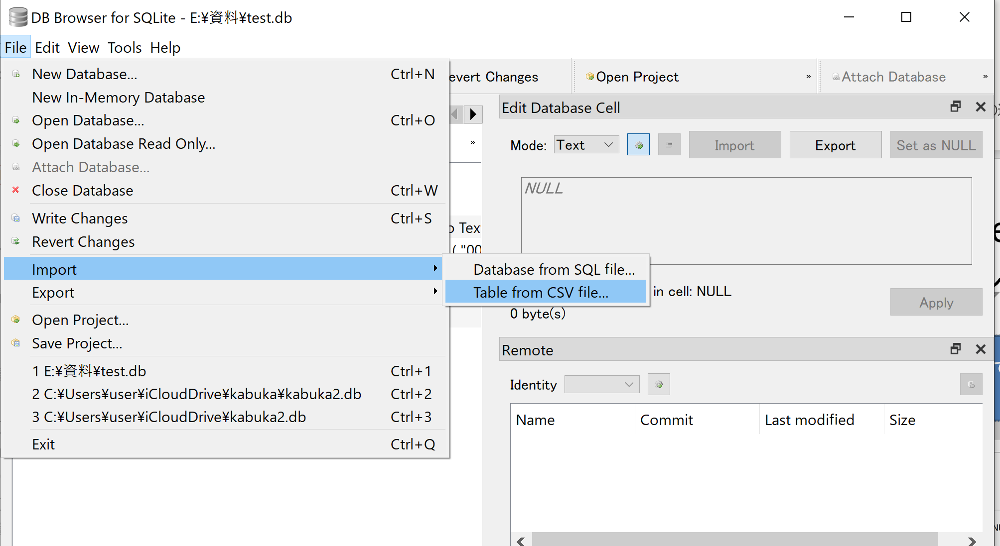 DB Browser for SQLite - E:¥資料¥test.db
File Edit View Tools Help
New Database... Ctrl+N
New In-Memory Database
Open Database... Ctrl+O
Open Database Read Only...
Attach Database...
Close Database Ctrl+W
Write Changes Ctrl+S
Revert Changes
Import
Export
Open Project...
Save Project...
1 E:¥資料¥test.db Ctrl+1
2 C:¥Users¥user¥iCloudDrive¥kabuka¥kabuka2.db Ctrl+2
3 C:¥Users¥user¥iCloudDrive¥kabuka2.db Ctrl+3
Exit Ctrl+Q
Database from SQL file...
Table from CSV file...
evert Changes
Open Project »
Attach Database »
»
o Tex
( "00
Edit Database Cell
Mode: Text Import Export Set as NULL
NULL
in cell: NULL
0 byte(s)
Apply
Remote
Identity
Name Commit Last modified Size